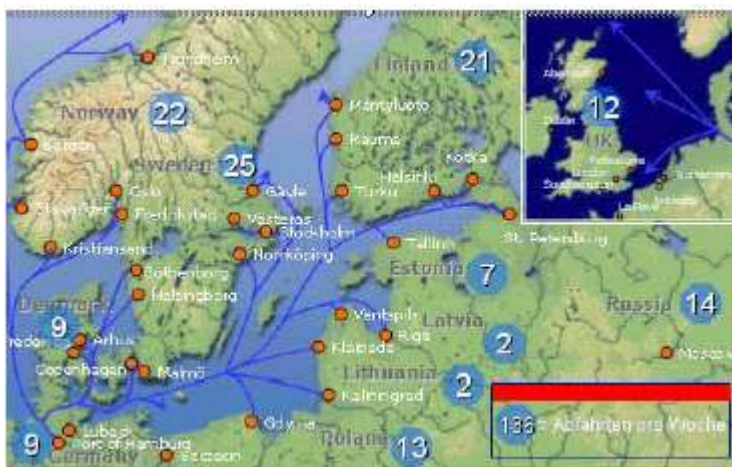 Trondheim
Finland 21
Norway 22
Mäntyluoto
Rauma
Bergen
Sweden 25
Kotka
Helsinki
Oslo
Gävle
Turku
Stavanger
Fredrikstad
Västerås
Stockholm
St. Petersburg
Kristiansand
Norrköping
Tallinn
Gothenburg
Estonia 7
Helsingborg
Denmark
9
Russia 14
Ventspils
Latvia
Århus
Riga
2
Klaipeda
Moscow
Copenhagen
Malmö
Lithuania
2
Kaliningrad
Gdynia
Lübeck
9
Port of Hamburg
Germany
Szczecin
Poland 13
136 = Abfahrten pro Woche
12
UK